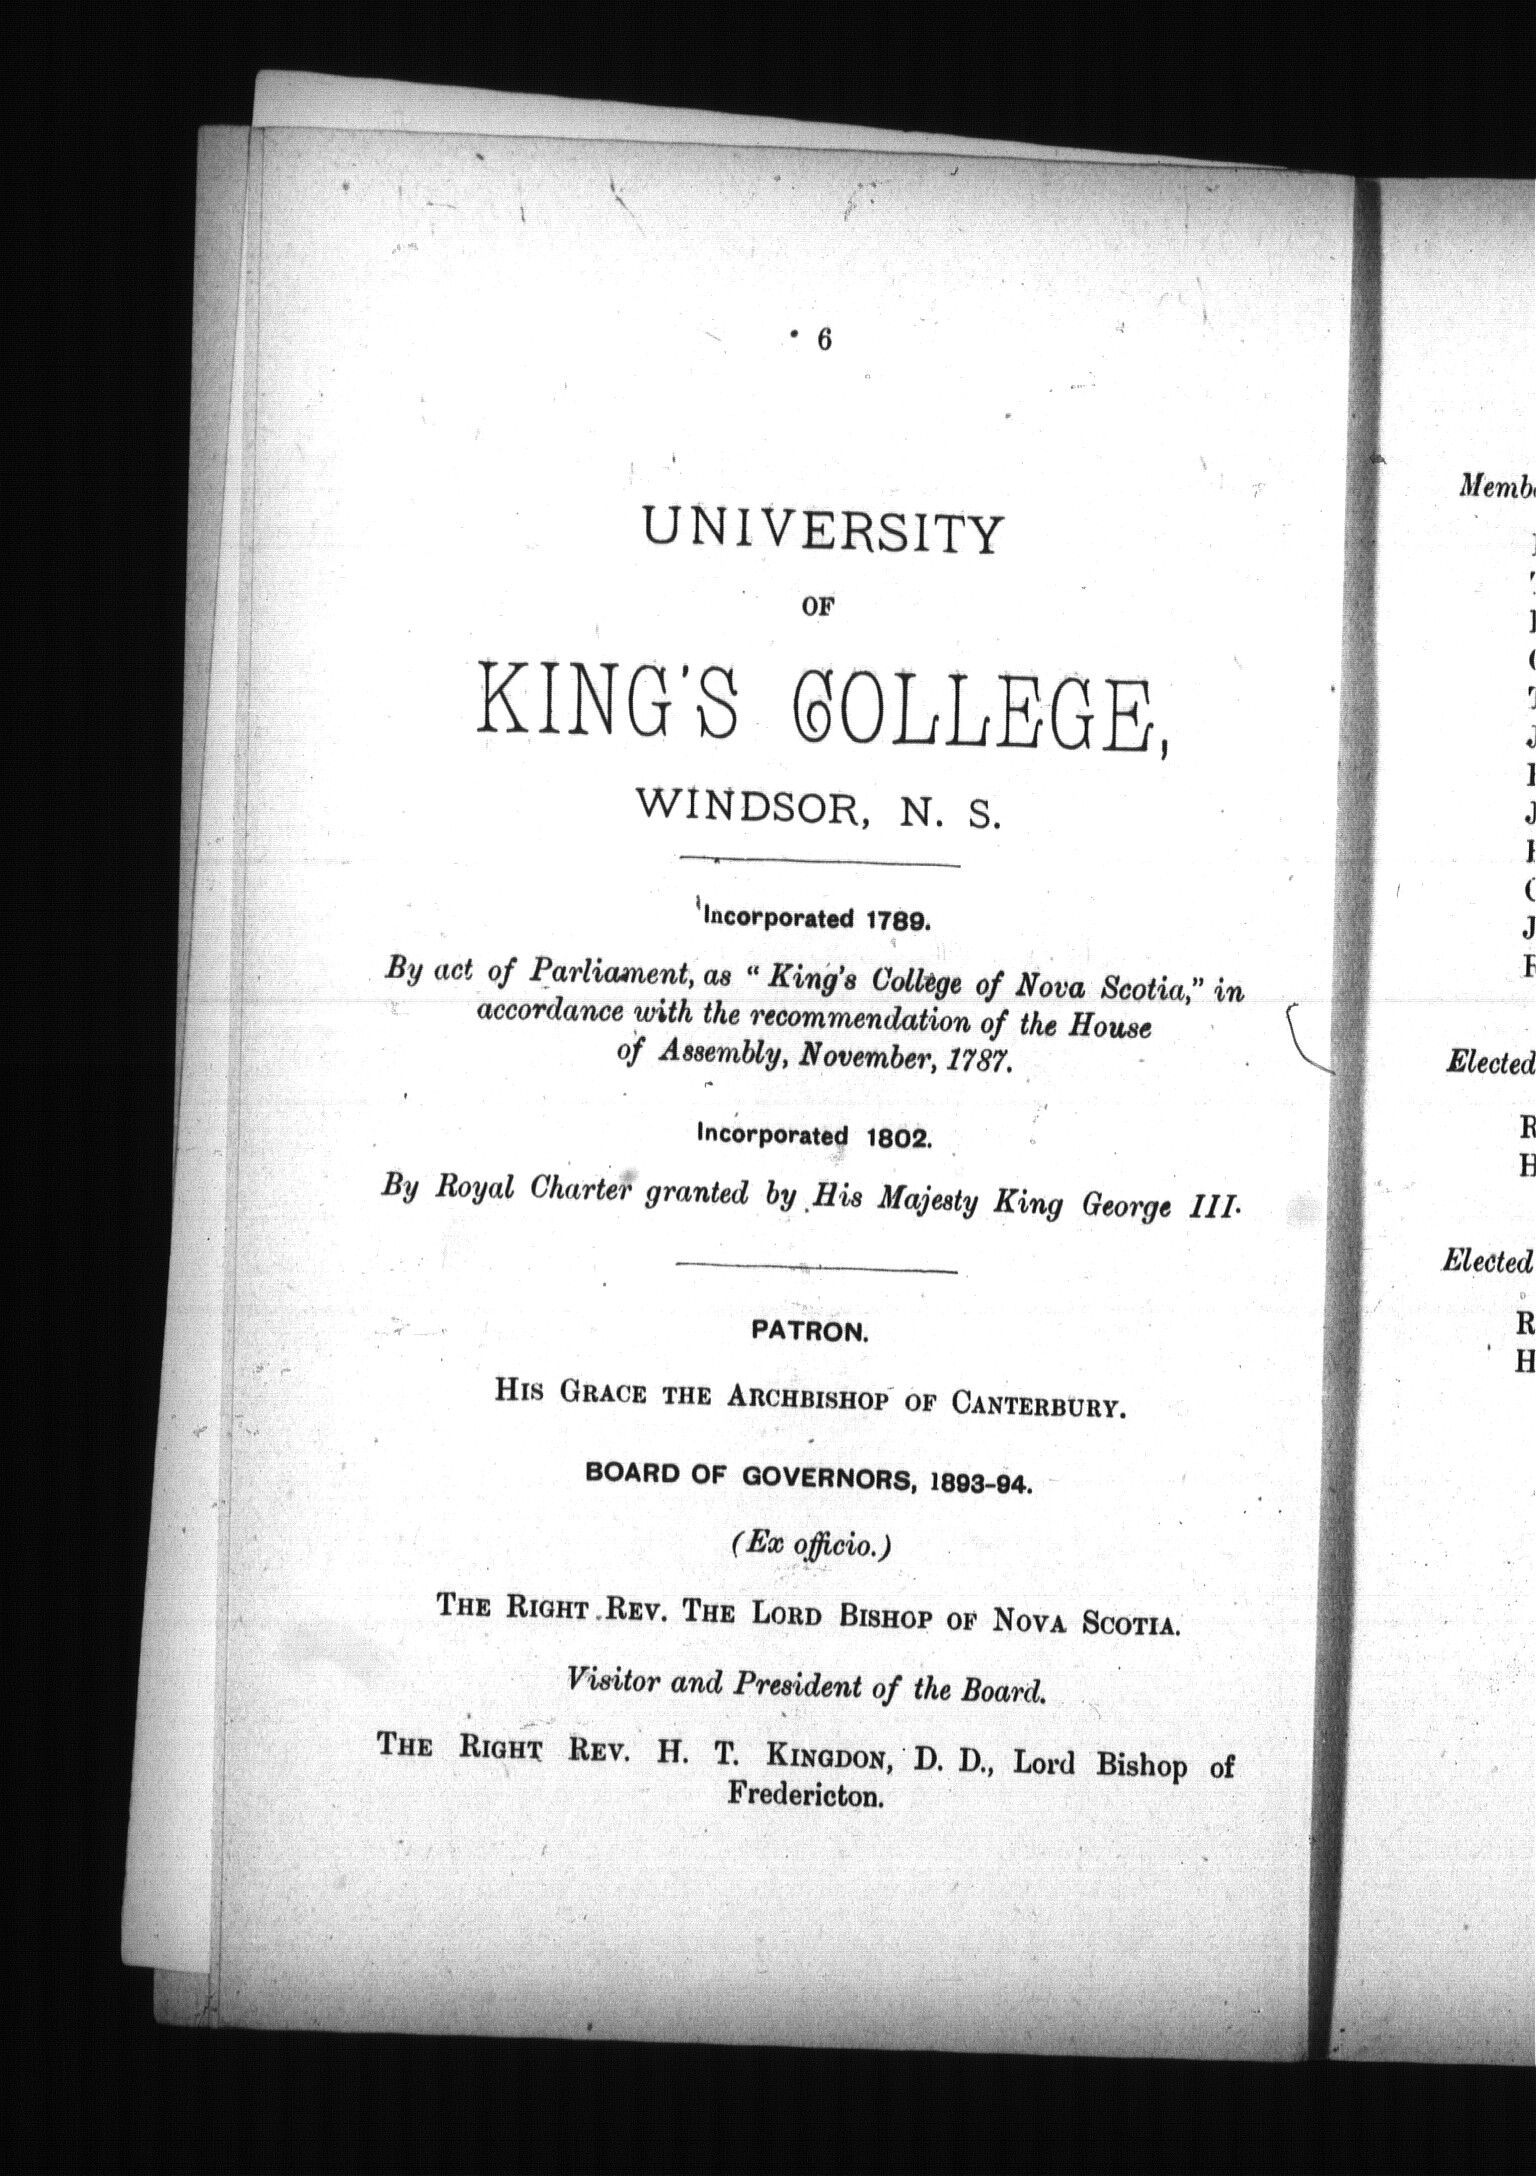 6
UNIVERSITY
OF
KING'S COLLEGE,
WINDSOR, N. S.
Incorporated 1789.
By act of Parliament, as “ King's College of Nova Scotia,” in
accordance with the recommendation of the House
of Assembly, November, 1787.
Incorporated 1802.
By Royal Charter granted by His Majesty King George III.
PATRON.
HIS GRACE THE ARCHBISHOP OF CANTERBURY.
BOARD OF GOVERNORS, 1893-94.
(Ex officio.)
THE RIGHT REV. THE LORD BISHOP OF NOVA SCOTIA.
Visitor and President of the Board.
THE RIGHT REV. H. T. KINGDON, D. D., Lord Bishop of
Fredericton.
Elected
Elected